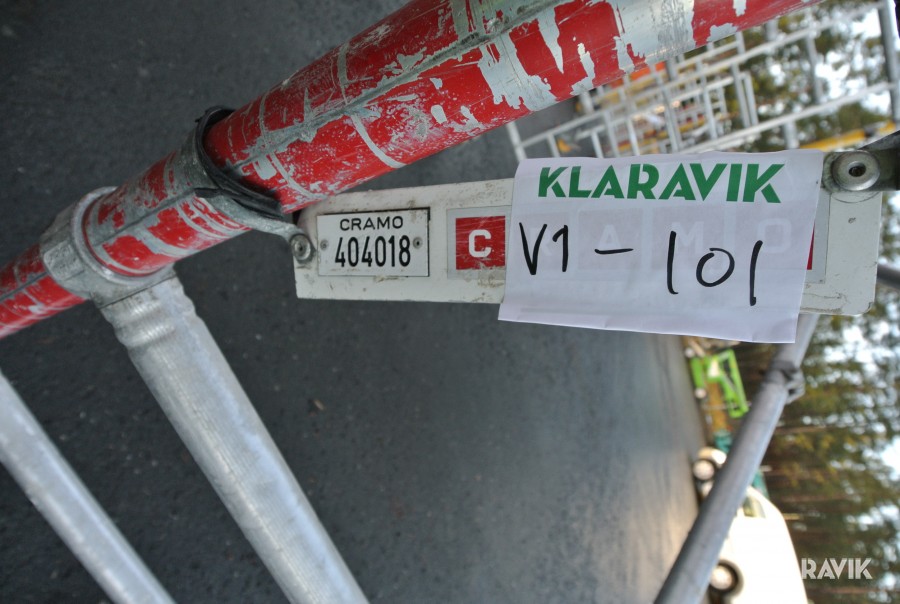 CRAMO
404018
C A M O
KLARAVIK
V1-101
RAVIK